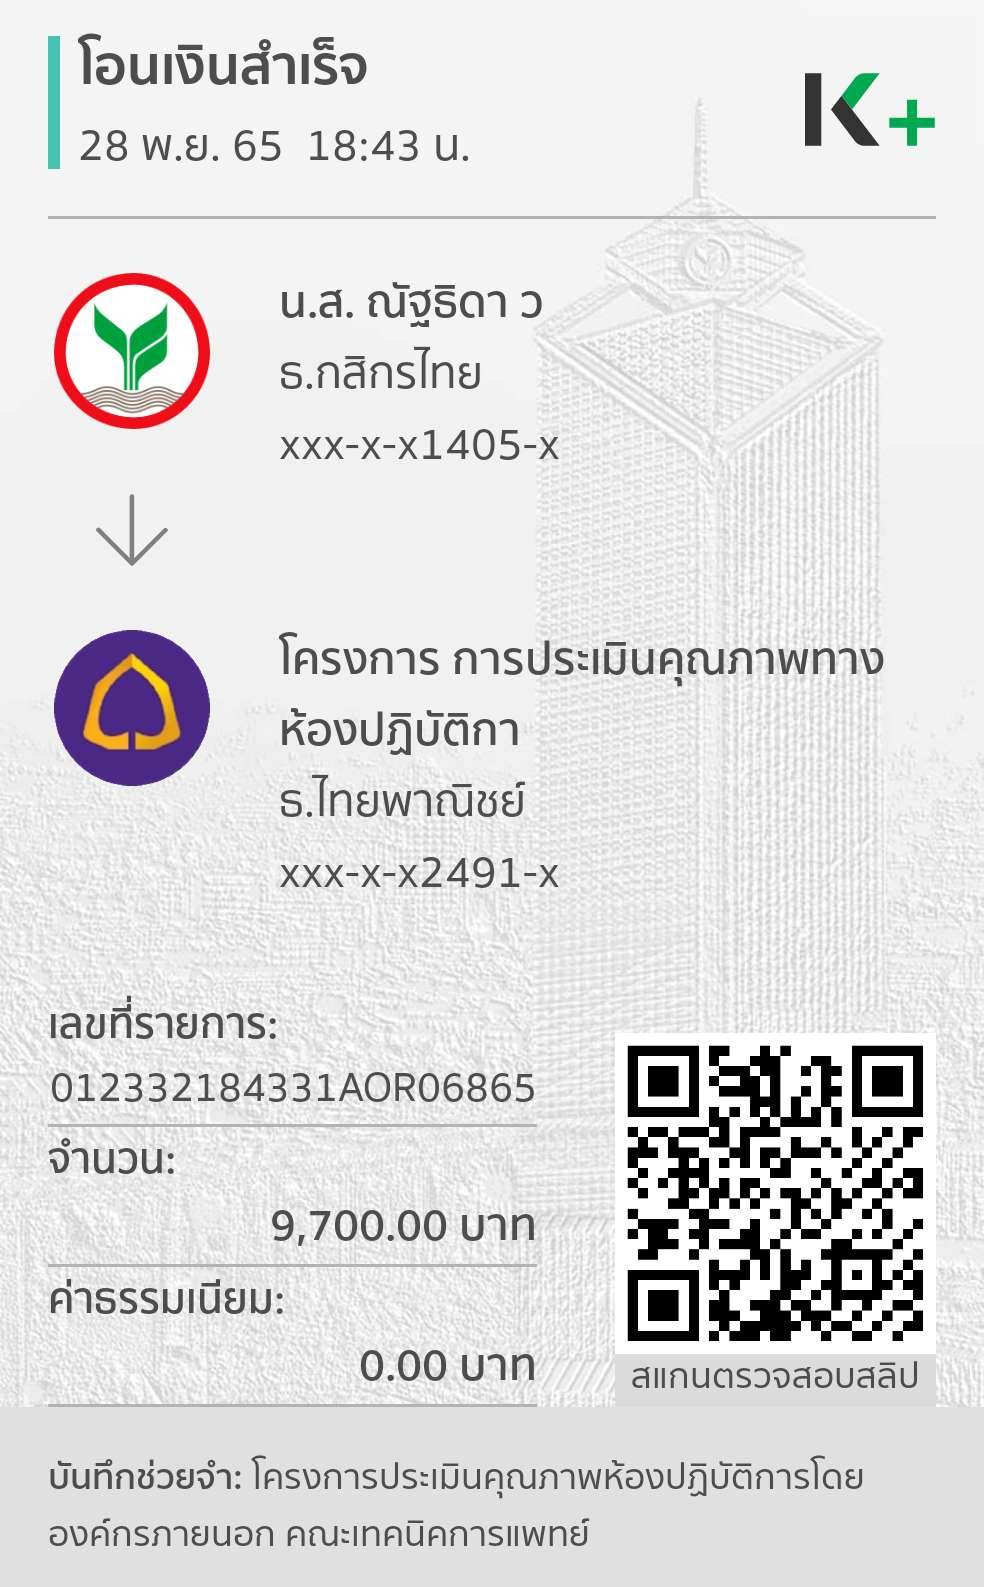 โอนเงินสำเร็จ
28 พ.ย. 65 18:43 น.
K+
น.ส. ณัฐธิดา ว
ธ.กสิกรไทย
xxx-x-x1405-x
โครงการ การประเมินคุณภาพทาง
ห้องปฏิบัติกา
ธ.ไทยพาณิชย์
xxx-x-x2491-x
เลขที่รายการ:
012332184331AOR06865
จำนวน:
9,700.00 บาท
ค่าธรรมเนียม:
0.00 บาท
สแกนตรวจสอบสลิป
บันทึกช่วยจำ: โครงการประเมินคุณภาพห้องปฏิบัติการโดย
องค์กรภายนอก คณะเทคนิคการแพทย์